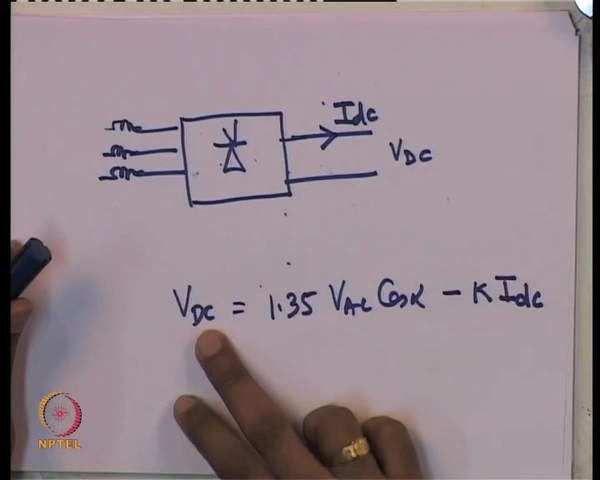 Idc
VDC
VDC = 1.35 VAC Cosα - K Idc
NPTEL